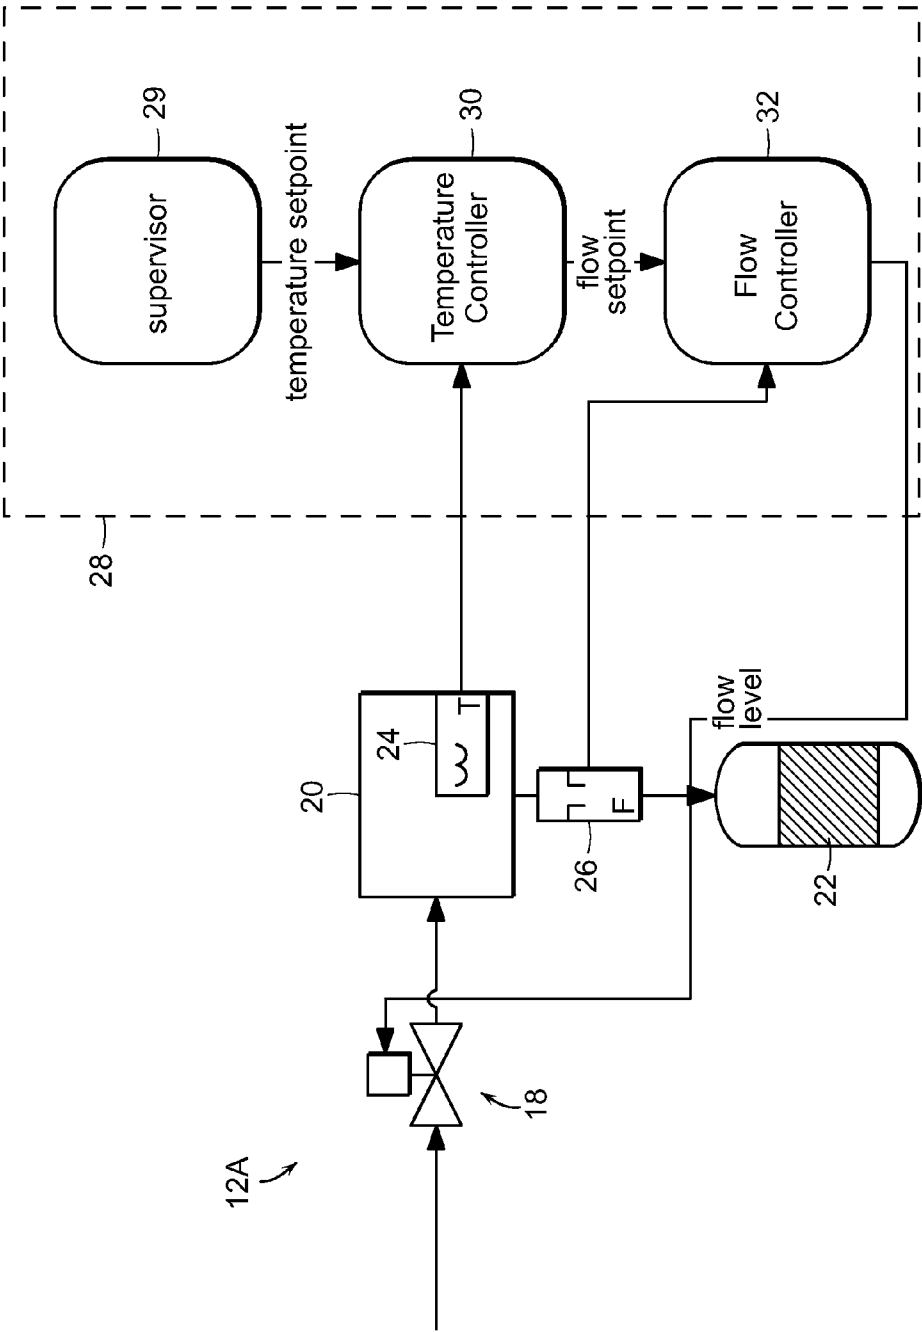 29
supervisor
temperature setpoint
30
Temperature
Controller
flow
setpoint
32
Flow
Controller
28
20
24
T
26
F
flow
level
22
18
12A